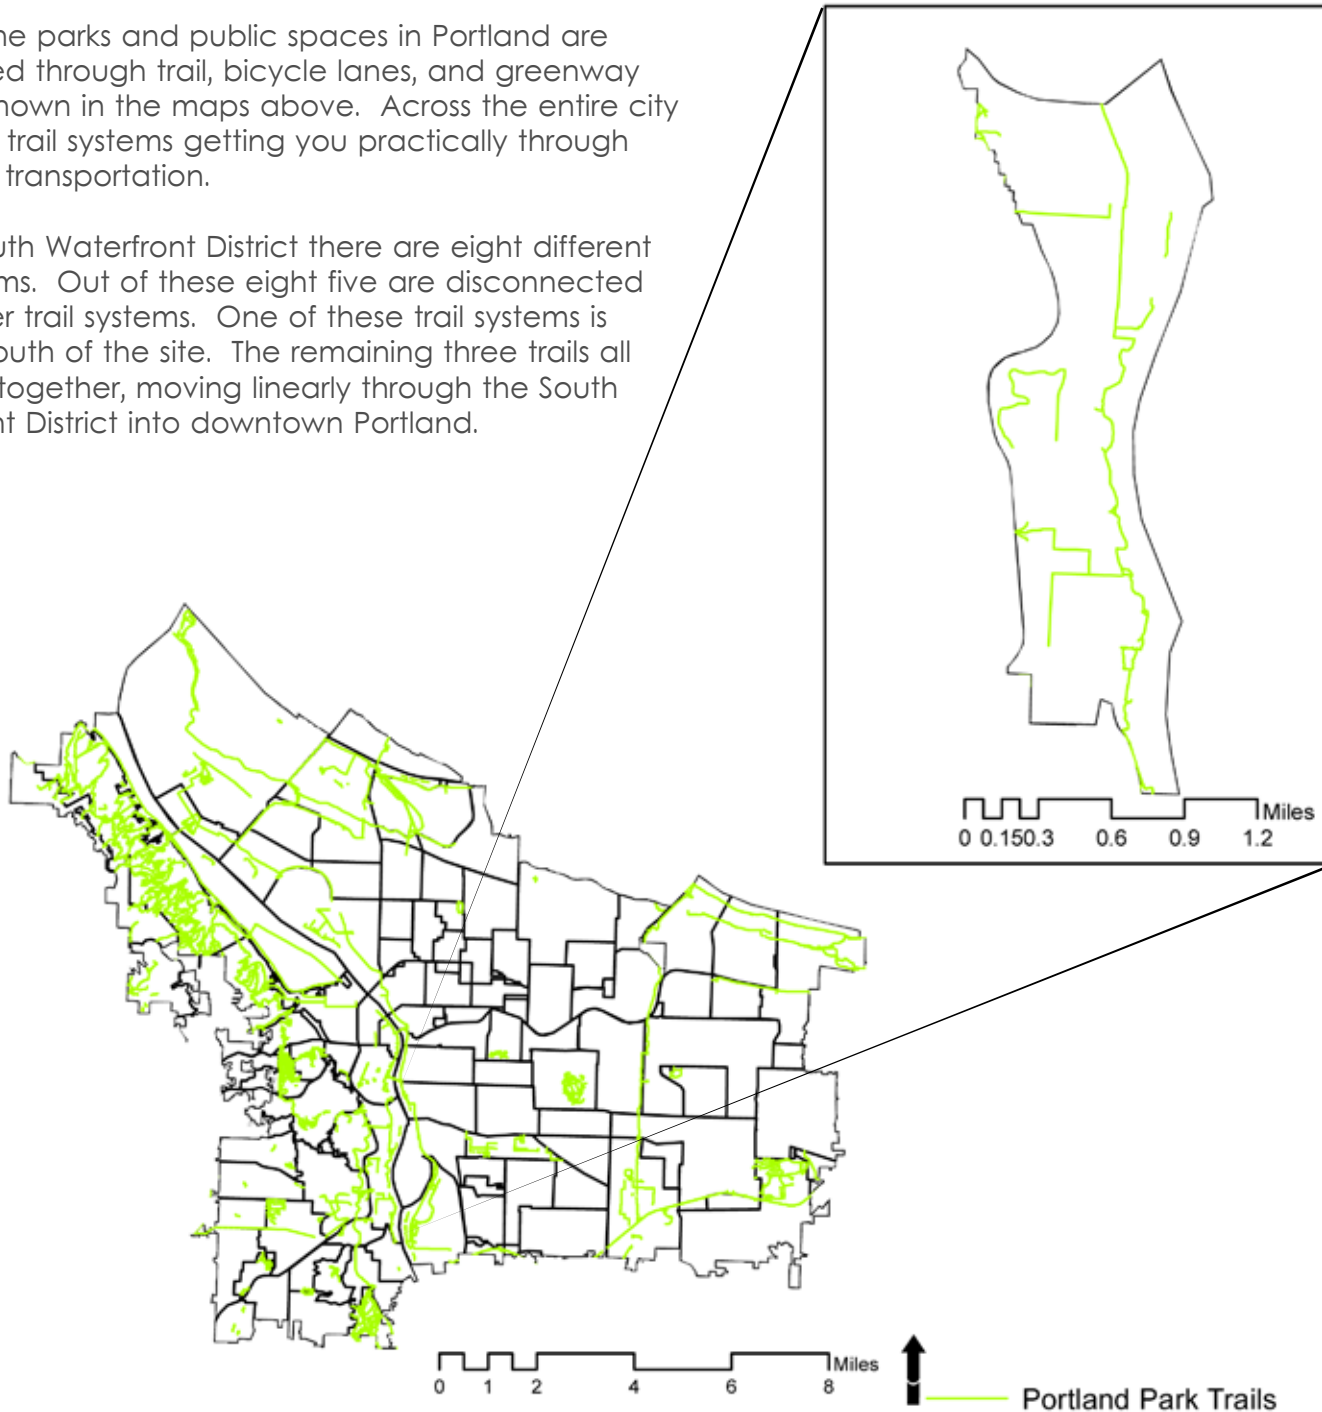 ne parks and public spaces in Portland are
ed through trail, bicycle lanes, and greenway
hown in the maps above. Across the entire city
trail systems getting you practically through
transportation.
uth Waterfront District there are eight different
ms. Out of these eight five are disconnected
er trail systems. One of these trail systems is
outh of the site. The remaining three trails all
together, moving linearly through the South
nt District into downtown Portland.
Miles
0 0.150.3 0.6 0.9 1.2
Miles
0 1 2 4 6 8
Portland Park Trails